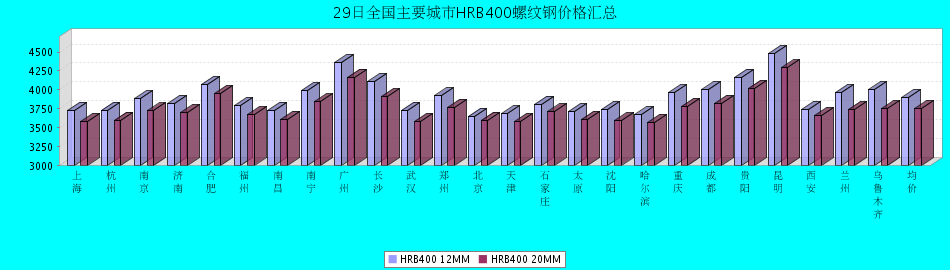 29日全国主要城市HRB400螺纹钢价格汇总
4500
4250
4000
3750
3500
3250
3000
上海
杭州
南京
济南
合肥
福州
南昌
南宁
广州
长沙
武汉
郑州
北京
天津
石家庄
太原
沈阳
哈尔滨
重庆
成都
贵阳
昆明
西安
兰州
乌鲁木齐
均价
HRB400 12MM
HRB400 20MM